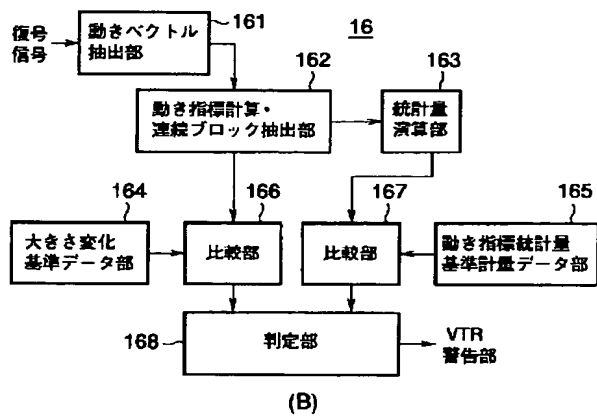 復号
信号
動きベクトル
抽出部
161
16
162
163
動き指標計算・
連続ブロック抽出部
統計量
演算部
164
166
167
165
大きさ変化
基準データ部
比較部
比較部
動き指標統計量
基準計量データ部
168
判定部
VTR
警告部
(B)